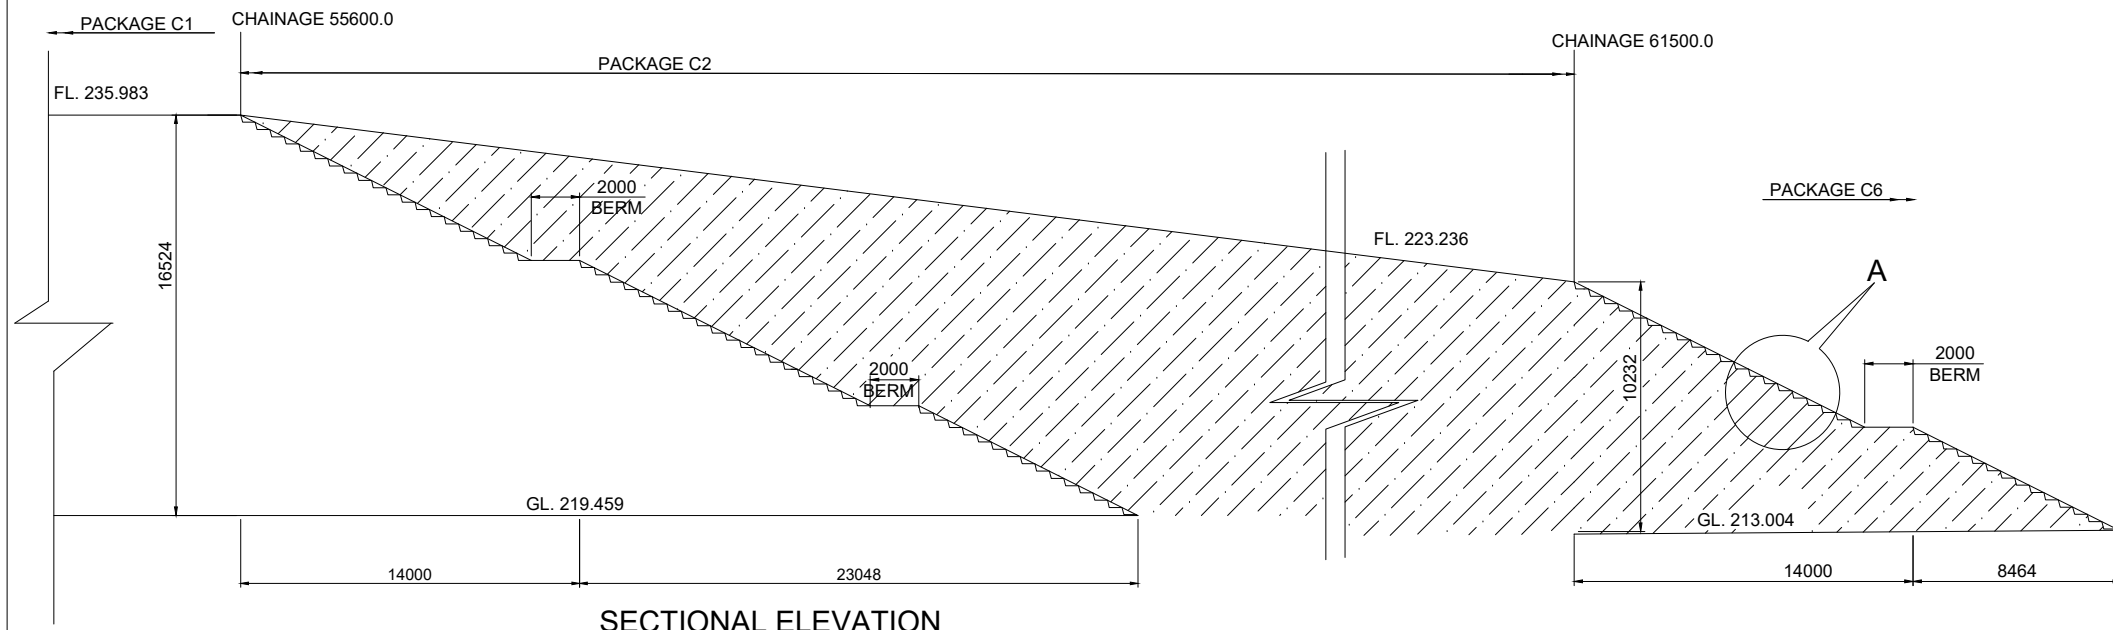 PACKAGE C1
CHAINAGE 55600.0
CHAINAGE 61500.0
PACKAGE C2
FL. 235.983
2000
BERM
PACKAGE C6
FL. 223.236
16524
A
2000
BERM
10232
2000
BERM
GL. 219.459
GL. 213.004
14000
23048
14000
8464
SECTIONAL ELEVATION